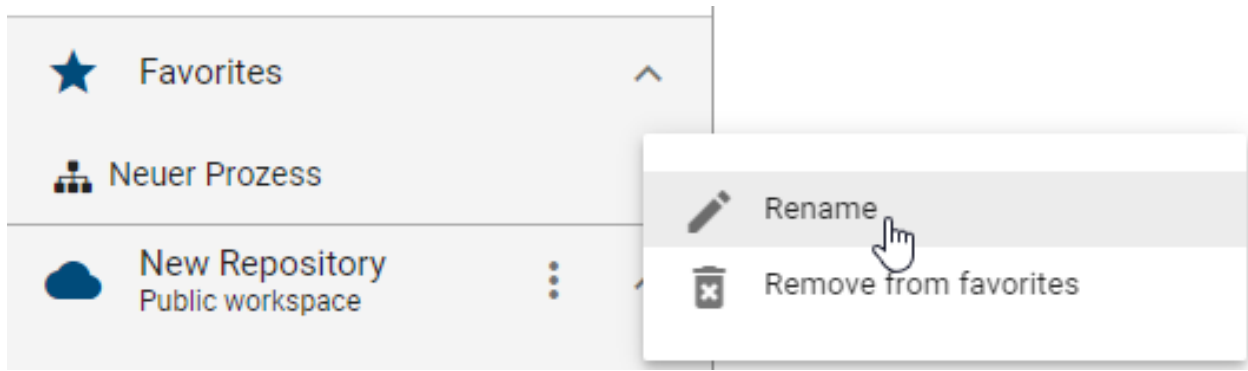 Favorites
Neuer Prozess
New Repository
Public workspace
Rename
Remove from favorites